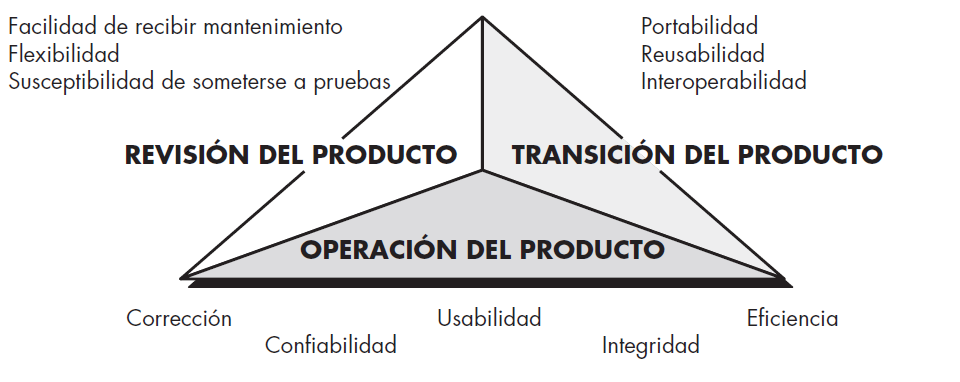 Facilidad de recibir mantenimiento
Flexibilidad
Susceptibilidad de someterse a pruebas
Portabilidad
Reusabilidad
Interoperabilidad
REVISIÓN DEL PRODUCTO
TRANSICIÓN DEL PRODUCTO
OPERACIÓN DEL PRODUCTO
Corrección
Confiabilidad
Usabilidad
Integridad
Eficiencia